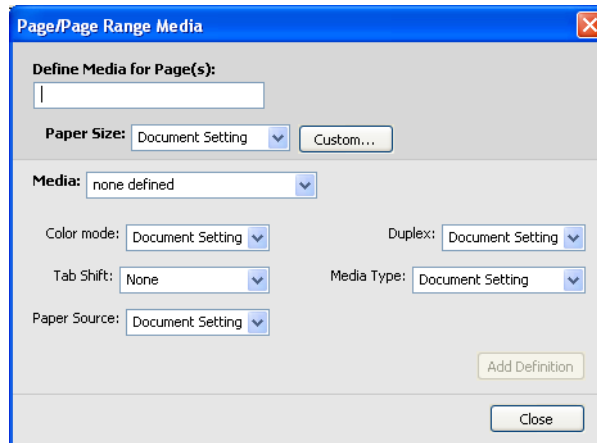 Page/Page Range Media
Define Media for Page(s):
Paper Size: Document Setting Custom...
Media: none defined
Color mode: Document Setting Duplex: Document Setting
Tab Shift: None Media Type: Document Setting
Paper Source: Document Setting
Add Definition
Close